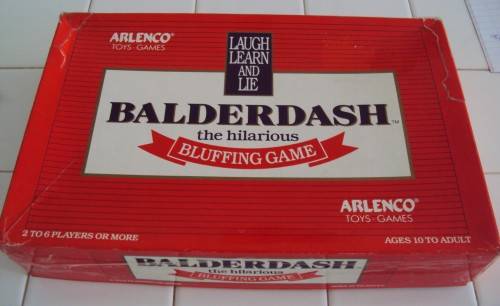 ARLENCO®
TOYS·GAMES
LAUGH
LEARN
AND
LIE
BALDERDASH™
the hilarious
BLUFFING GAME
ARLENCO®
TOYS·GAMES
2 TO 6 PLAYERS OR MORE
AGES 10 TO ADULT
BALDERDASH
the hilarious
BLUFFING GAME